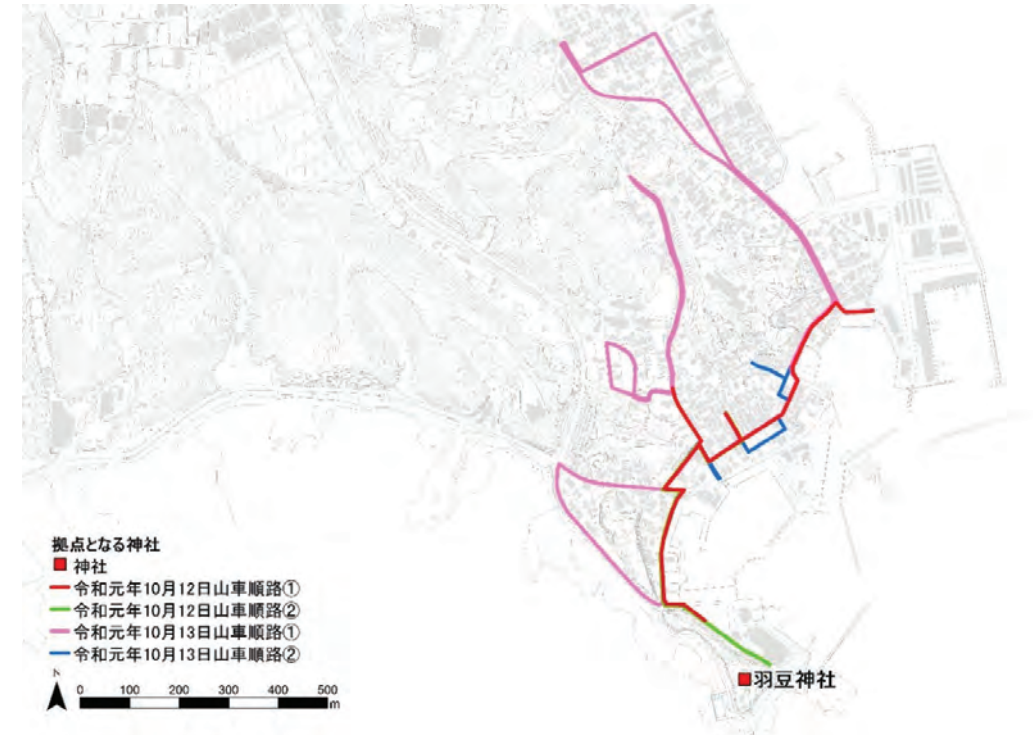 羽豆神社
拠点となる神社
神社
令和元年10月12日山車順路①
令和元年10月12日山車順路②
令和元年10月13日山車順路①
令和元年10月13日山車順路②
0 100 200 300 400 500
m